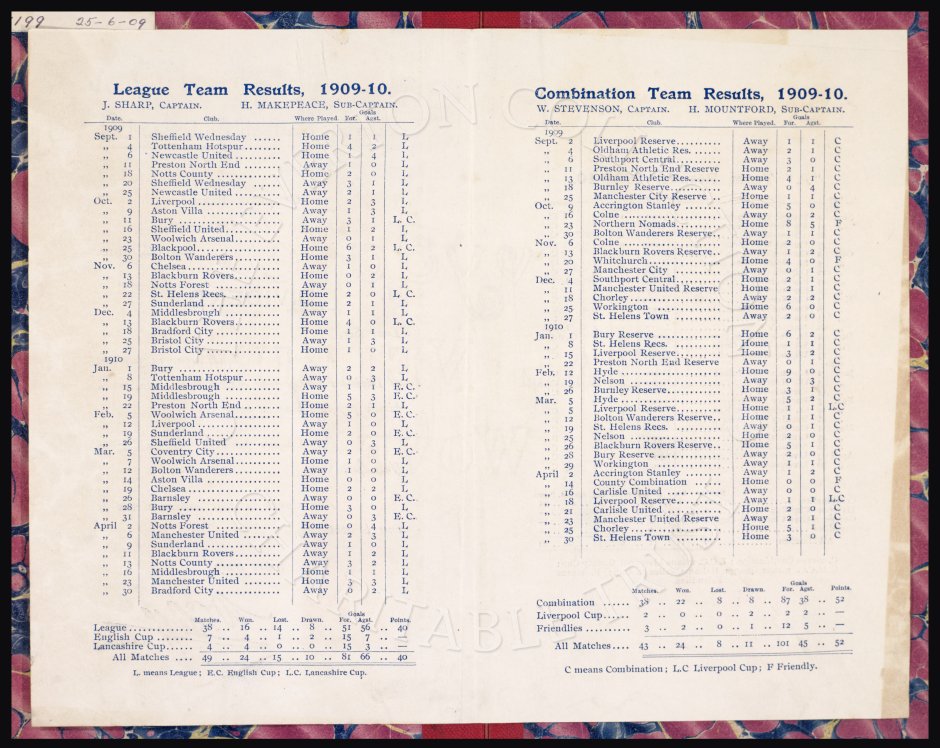 199 25-6-09
League Team Results, 1909-10.
J. SHARP, CAPTAIN. H. MAKEPEACE, SUB-CAPTAIN.
Goals
Date. Club. Where Played. For. Agst.
1909
Sept. 1 Sheffield Wednesday ...... Home 1 1 L
„ 4 Tottenham Hotspur ...... Home 4 2 L
„ 6 Newcastle United ...... Home 1 4 L
„ 11 Preston North End ...... Away 1 0 L
„ 18 Notts County ...... Home 2 0 L
„ 20 Sheffield Wednesday ...... Away 3 1 L
„ 25 Newcastle United ...... Away 2 1 L
Oct. 2 Liverpool ...... Home 2 3 L
„ 9 Aston Villa ...... Away 1 3 L
„ 11 Bury ...... Away 3 1 L. C.
„ 16 Sheffield United ...... Home 1 2 L
„ 23 Woolwich Arsenal ...... Away 0 1 L
„ 25 Blackpool ...... Home 6 2 L. C.
„ 30 Bolton Wanderers ...... Home 3 1 L
Nov. 6 Chelsea ...... Away 1 0 L
„ 13 Blackburn Rovers ...... Home 0 2 L
„ 18 Notts Forest ...... Away 0 1 L
„ 22 St. Helens Recs. ...... Home 2 0 L. C.
„ 27 Sunderland ...... Home 2 1 L
Dec. 4 Middlesbrough ...... Away 1 1 L
„ 13 Blackburn Rovers ...... Home 4 0 L. C.
„ 18 Bradford City ...... Home 1 1 L
„ 25 Bristol City ...... Away 1 3 L
„ 27 Bristol City ...... Home 1 0 L
1910
Jan. 1 Bury ...... Away 2 2 L
„ 8 Tottenham Hotspur ...... Away 0 3 L
„ 15 Middlesbrough ...... Away 1 1 E. C.
„ 19 Middlesbrough ...... Home 5 3 E. C.
„ 22 Preston North End ...... Home 2 1 L
Feb. 5 Woolwich Arsenal ...... Home 5 0 E. C.
„ 12 Liverpool ...... Away 1 0 L
„ 19 Sunderland ...... Home 2 0 E. C.
„ 26 Sheffield United ...... Away 0 3 L
Mar. 5 Coventry City ...... Away 2 0 E. C.
„ 7 Woolwich Arsenal ...... Home 1 0 L
„ 12 Bolton Wanderers ...... Away 1 0 L
„ 14 Aston Villa ...... Home 0 0 L
„ 19 Chelsea ...... Home 2 2 L
„ 26 Barnsley ...... Away 0 0 E. C.
„ 28 Bury ...... Home 3 0 L
„ 31 Barnsley ...... Away 0 3 E. C.
April 2 Notts Forest ...... Home 0 4 L
„ 6 Manchester United ...... Away 2 3 L
„ 9 Sunderland ...... Away 1 0 L
„ 11 Blackburn Rovers ...... Away 1 2 L
„ 13 Notts County ...... Away 3 2 L
„ 16 Middlesbrough ...... Home 1 1 L
„ 23 Manchester United ...... Home 3 3 L
„ 30 Bradford City ...... Away 0 2 L
Goals
Matches. Won. Lost. Drawn. For. Agst. Points.
League ...... 38 .. 16 .. 14 .. 8 .. 51 56 .. 40
English Cup ...... 7 .. 4 .. 1 .. 2 .. 15 7 .. —
Lancashire Cup .... 4 .. 4 .. 0 .. 0 .. 15 3 .. —
All Matches .... 49 .. 24 .. 15 .. 10 .. 81 66 .. 40
L. means League; E.C. English Cup; L.C. Lancashire Cup.
Combination Team Results, 1909-10.
W. STEVENSON, CAPTAIN. H. MOUNTFORD, SUB-CAPTAIN.
Goals
Date. Club. Where Played. For. Agst.
1909
Sept. 2 Liverpool Reserve ...... Away 1 1 C
„ 4 Oldham Athletic Res. ...... Away 2 1 C
„ 6 Southport Central ...... Away 3 0 C
„ 11 Preston North End Reserve Home 2 1 C
„ 13 Oldham Athletic Res. ...... Home 4 1 C
„ 18 Burnley Reserve ...... Away 0 4 C
„ 25 Manchester City Reserve .. Home 1 1 C
Oct. 9 Accrington Stanley ...... Home 5 0 C
„ 16 Colne ...... Away 0 2 C
„ 23 Northern Nomads ...... Home 8 5 F
„ 30 Bolton Wanderers Reserve .. Away 1 1 C
Nov. 6 Colne ...... Home 2 0 C
„ 13 Blackburn Rovers Reserve .. Away 1 2 C
„ 20 Whitchurch ...... Home 4 0 F
„ 27 Manchester City ...... Away 0 1 C
Dec. 4 Southport Central ...... Home 2 1 C
„ 11 Manchester United Reserve Home 2 1 C
„ 18 Chorley ...... Away 2 2 C
„ 25 Workington ...... Home 6 0 C
„ 27 St. Helens Town ...... Away 2 0 C
1910
Jan. 1 Bury Reserve ...... Home 6 2 C
„ 8 St. Helens Recs. ...... Home 1 1 C
„ 15 Liverpool Reserve ...... Home 3 2 C
„ 22 Preston North End Reserve Away 0 1 C
Feb. 12 Hyde ...... Home 9 0 C
„ 19 Nelson ...... Away 0 3 C
„ 26 Burnley Reserve ...... Home 3 1 C
Mar. 5 Hyde ...... Away 5 2 C
„ 5 Liverpool Reserve ...... Home 1 1 L.C
„ 12 Bolton Wanderers Reserve .. Home 1 1 C
„ 19 St. Helens Recs. ...... Away 0 1 C
„ 25 Nelson ...... Home 2 0 C
„ 26 Blackburn Rovers Reserve .. Home 5 1 C
„ 28 Bury Reserve ...... Away 2 0 C
„ 29 Workington ...... Away 1 1 C
April 2 Accrington Stanley ...... Away 1 2 C
„ 14 County Combination ...... Home 0 0 F
„ 16 Carlisle United ...... Away 0 0 C
„ 18 Liverpool Reserve ...... Away 1 1 L.C
„ 21 Carlisle United ...... Home 2 0 C
„ 23 Manchester United Reserve Away 2 1 C
„ 25 Chorley ...... Home 5 1 C
„ 30 St. Helens Town ...... Home 3 0 C
Goals
Matches. Won. Lost. Drawn. For. Agst. Points.
Combination ...... 38 .. 22 .. 8 .. 8 .. 87 38 .. 52
Liverpool Cup ...... 2 .. 0 .. 0 .. 2 .. 2 2 .. —
Friendlies ...... 3 .. 2 .. 0 .. 1 .. 12 5 .. —
All Matches .... 43 .. 24 .. 8 .. 11 .. 101 45 .. 52
C means Combination; L.C Liverpool Cup; F Friendly.